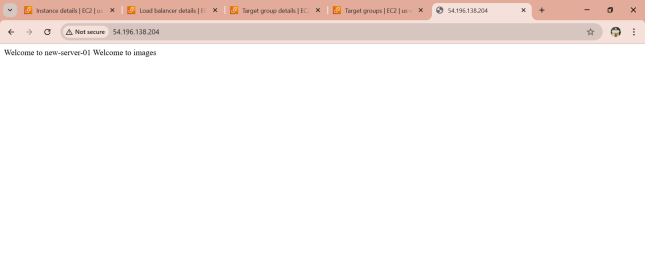 Instance details | EC2 | us
Load balancer details | E
Target group details | EC
Target groups | EC2 | us-
54.196.138.204
Not secure
54.196.138.204
Welcome to new-server-01 Welcome to images